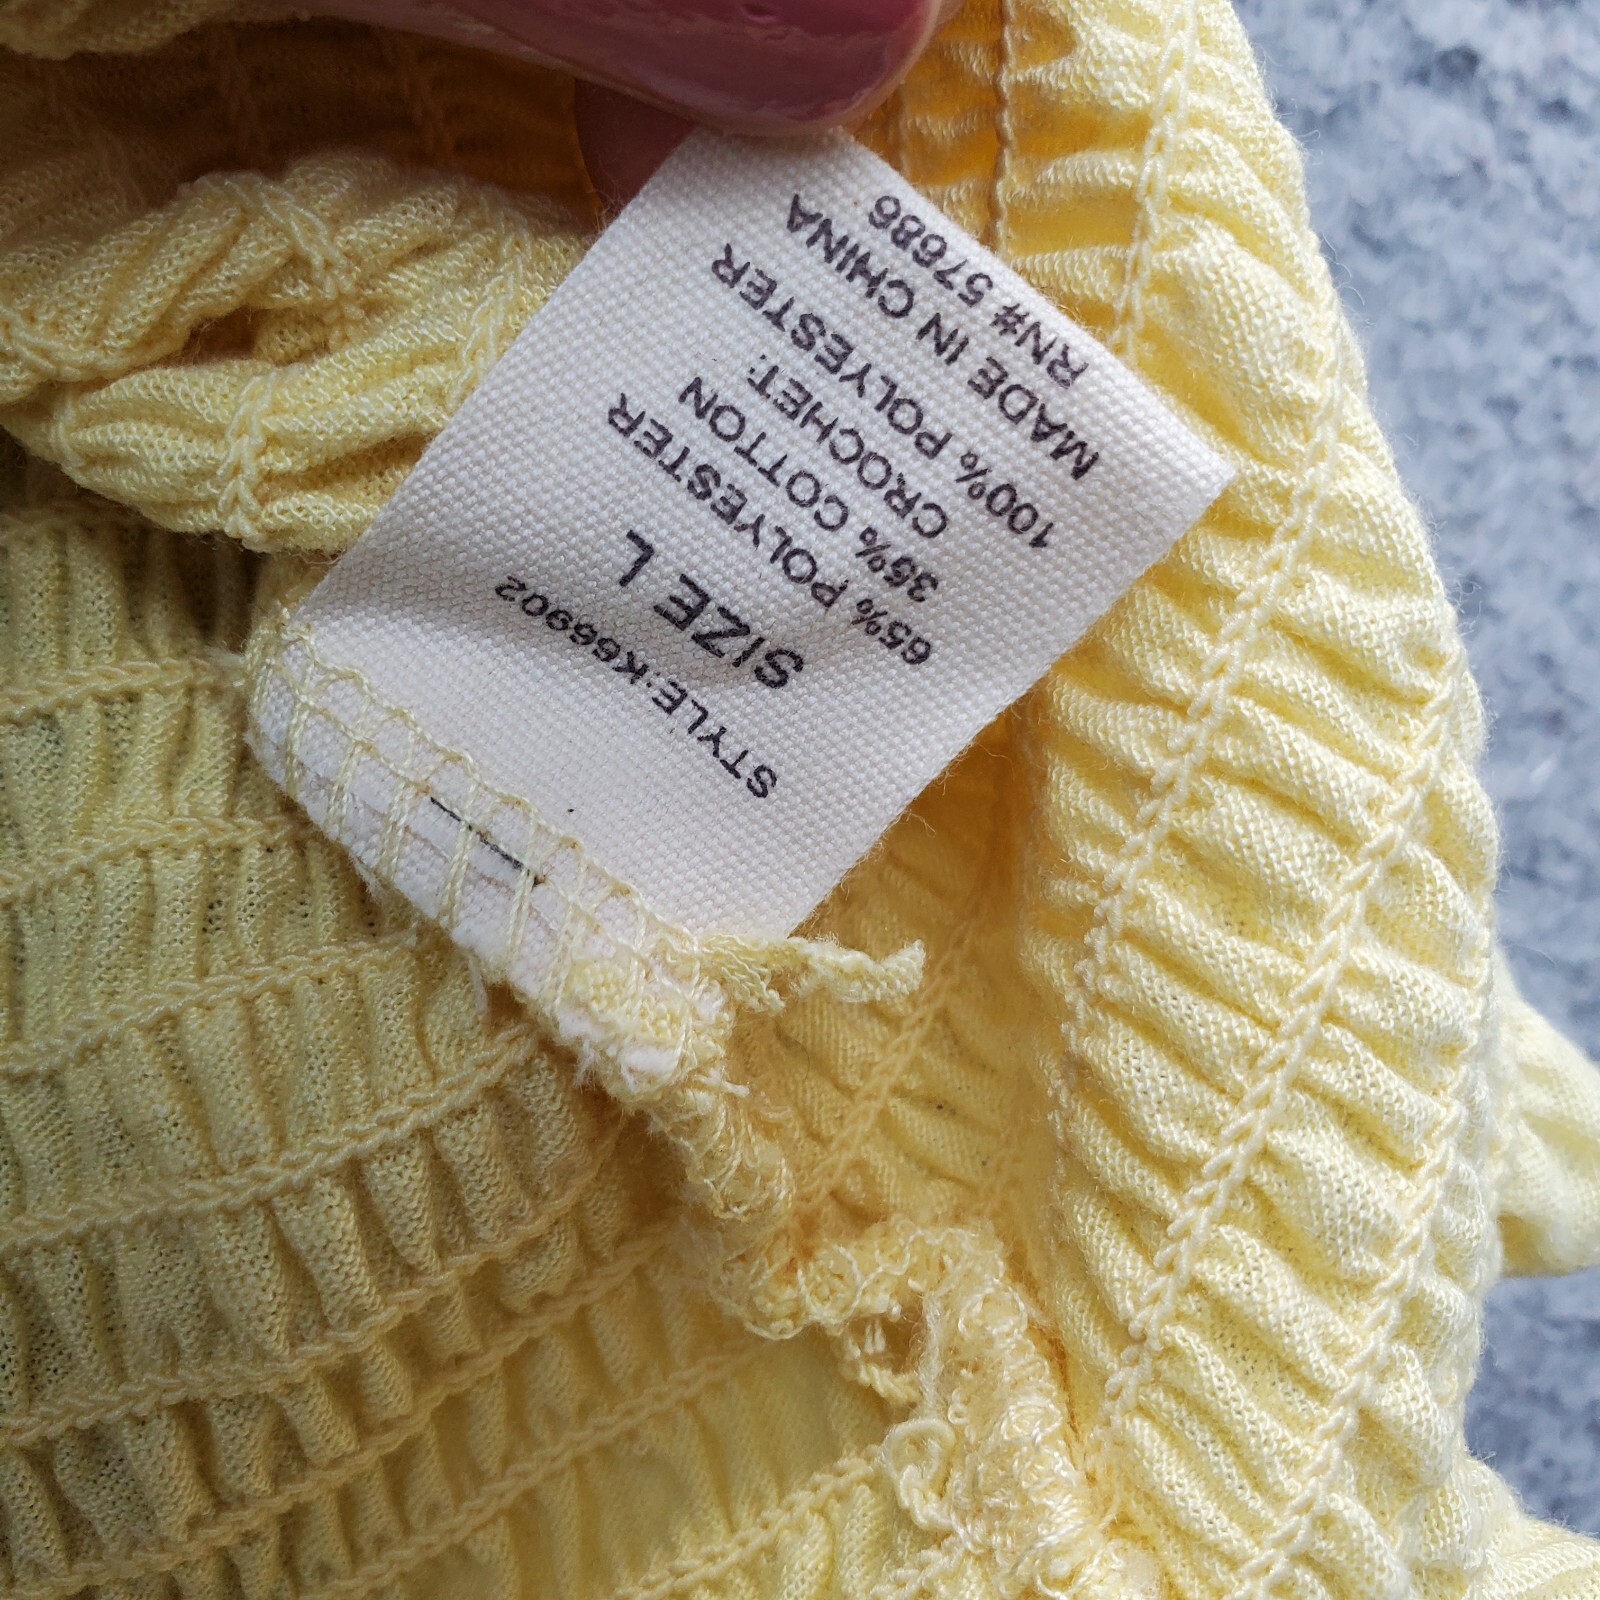 STYLE:K66902
SIZE L
65% POLYESTER
35% COTTON
CROCHET:
100% POLYESTER
MADE IN CHINA
RN# 57686